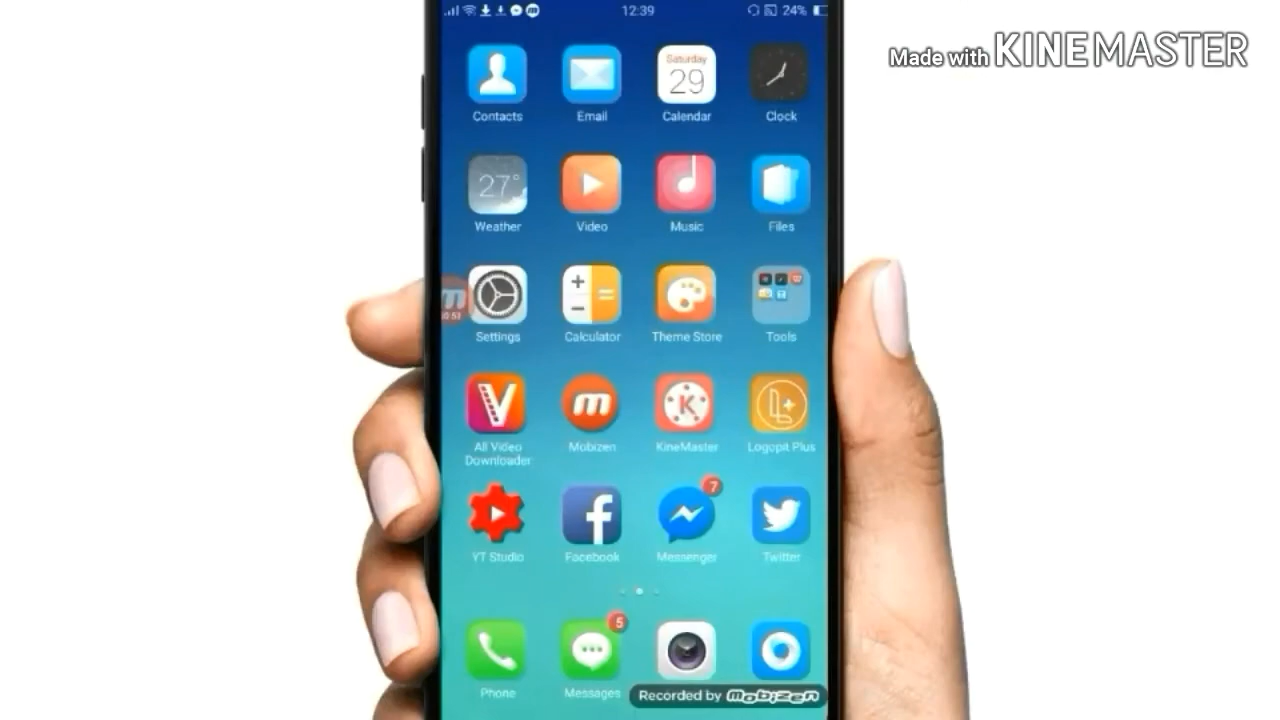 12:39
24%
Made with KINEMASTER
Saturday
29
Contacts
Email
Calendar
Clock
27°
Weather
Video
Music
Files
m
Settings
Calculator
Theme Store
Tools
V
m
K
L+
All Video
Downloader
Mobizen
KineMaster
Logopit Plus
7
f
YT Studio
Facebook
Messenger
Twitter
5
Phone
Messages
Recorded by mobizen